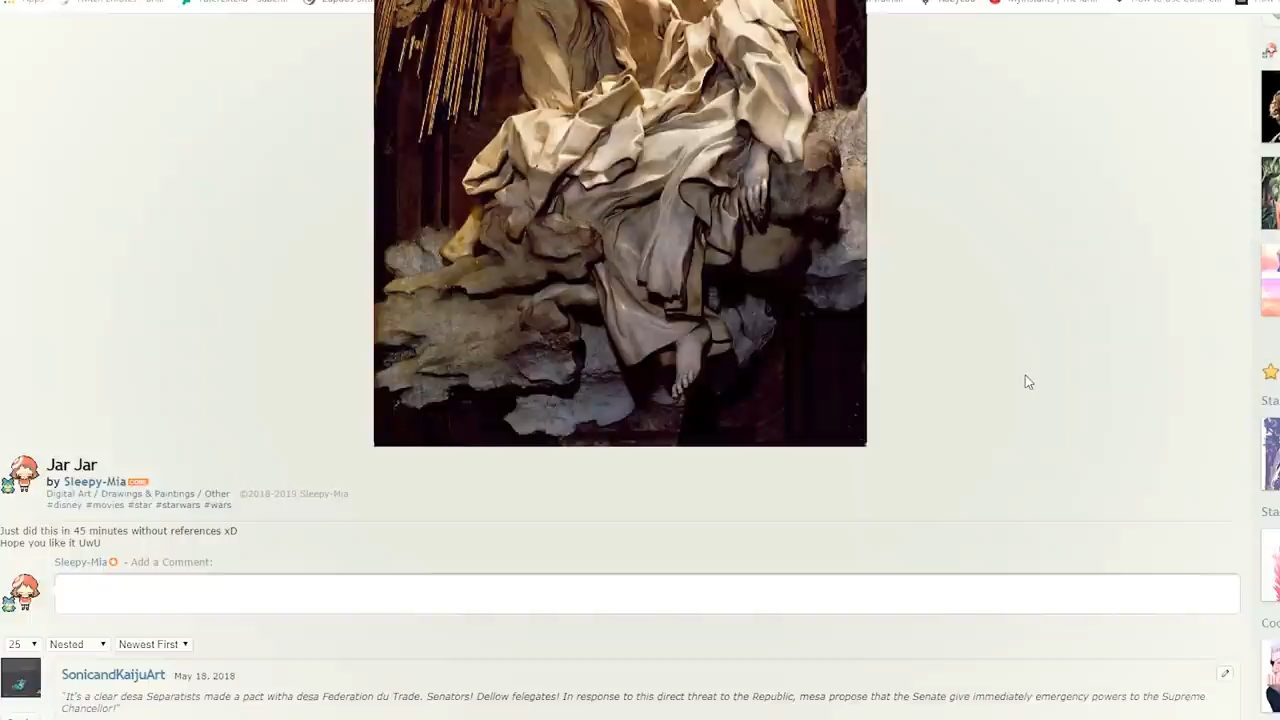 Jar Jar
by Sleepy-Mia CORE
Digital Art / Drawings & Paintings / Other ©2018-2019 Sleepy-Mia
#disney #movies #star #starwars #wars
Just did this in 45 minutes without references xD
Hope you like it UwU
Sleepy-Mia - Add a Comment:
25 Nested Newest First
SonicandKaijuArt May 18, 2018
"It's a clear desa Separatists made a pact witha desa Federation du Trade. Senators! Dellow felegates! In response to this direct threat to the Republic, mesa propose that the Senate give immediately emergency powers to the Supreme
Chancellor!"
Sta
Sta
Coo